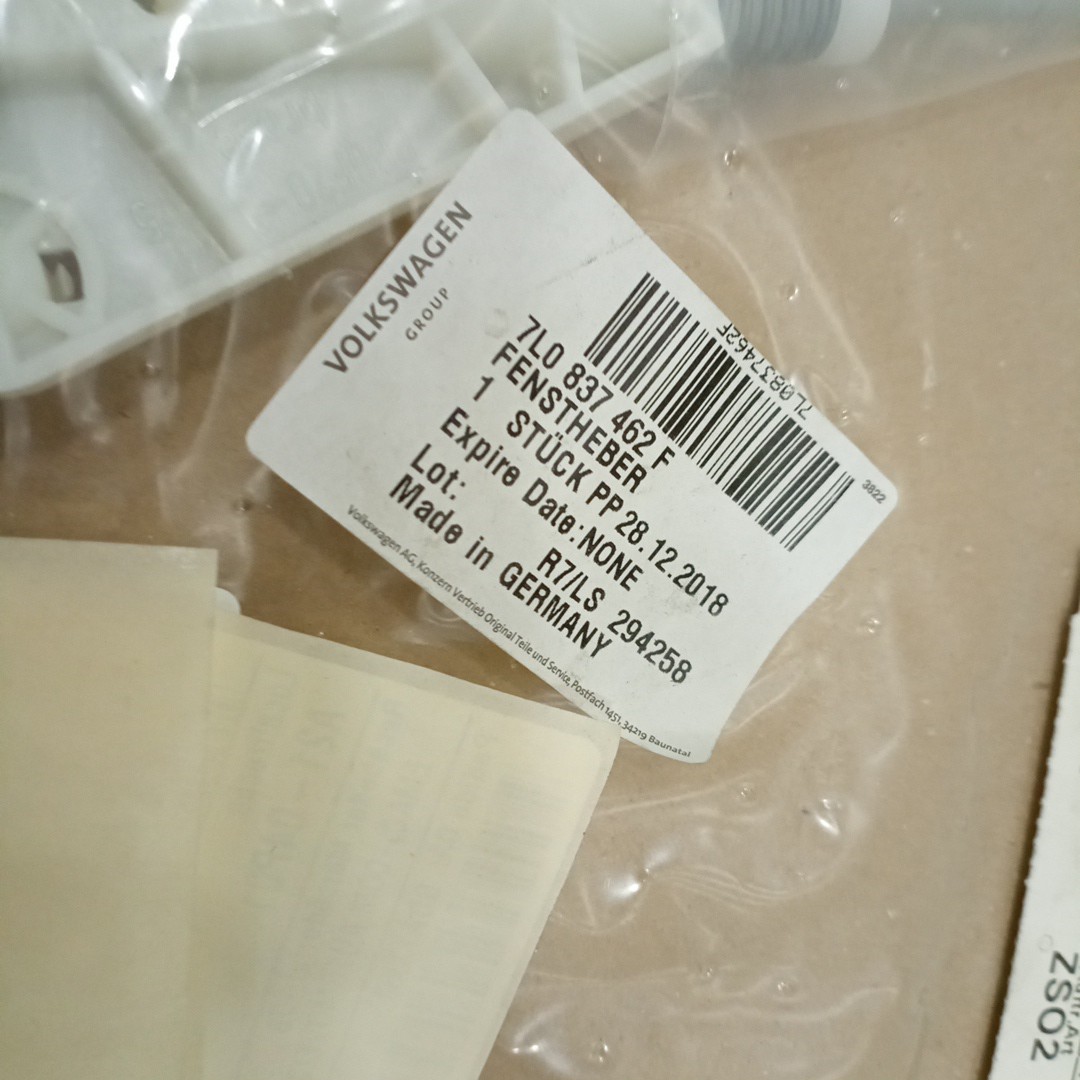 VOLKSWAGEN
GROUP
7L0837462F
3822
7L0 837 462 F
FENSTHEBER
1 STÜCK PP 28.12.2018
Expire Date: NONE
Lot: R7/LS 294258
Made in GERMANY
Volkswagen AG, Konzern Vertrieb Original Teile und Service, Postfach 1451, 34219 Baunatal
ZSO2